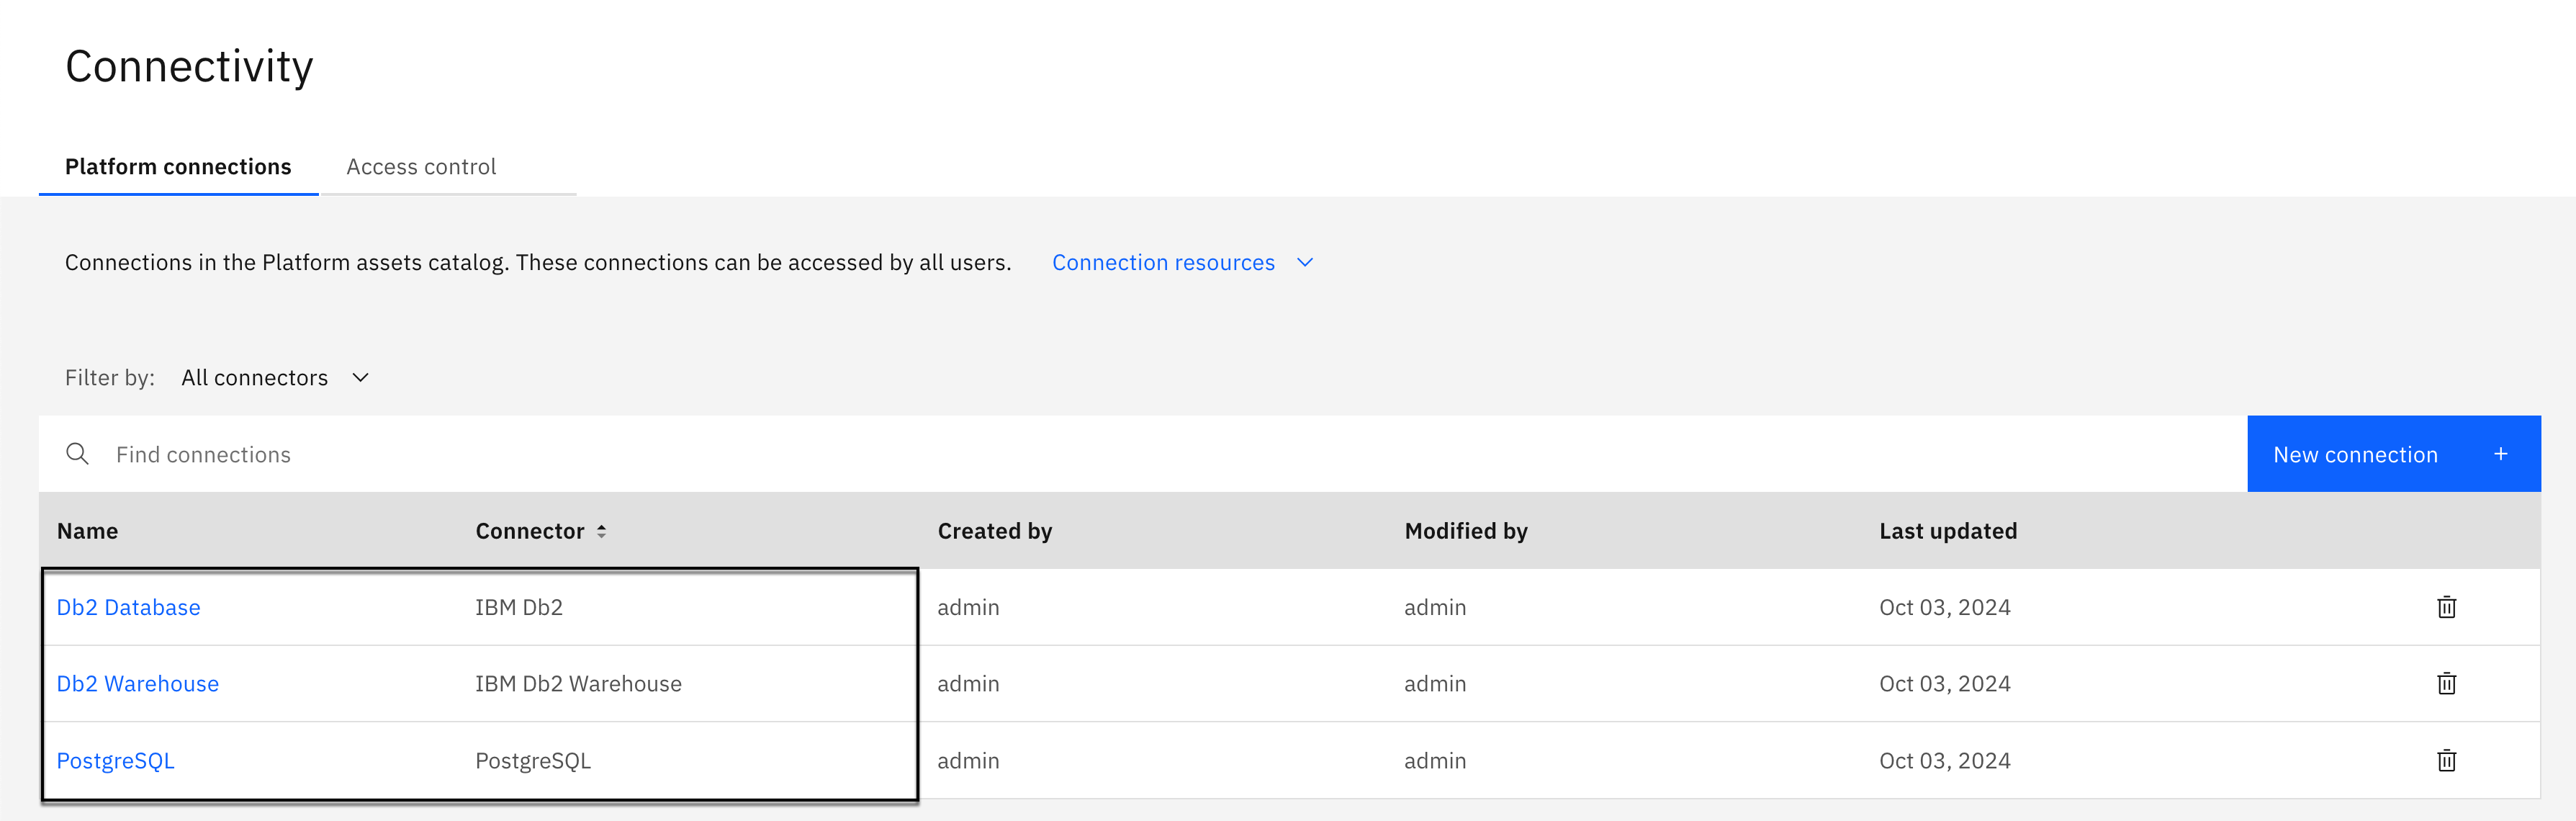 Connectivity
Platform connections Access control
Connections in the Platform assets catalog. These connections can be accessed by all users. Connection resources
Filter by: All connectors
Find connections New connection +
Name Connector Created by Modified by Last updated
Db2 Database IBM Db2 admin admin Oct 03, 2024
Db2 Warehouse IBM Db2 Warehouse admin admin Oct 03, 2024
PostgreSQL PostgreSQL admin admin Oct 03, 2024